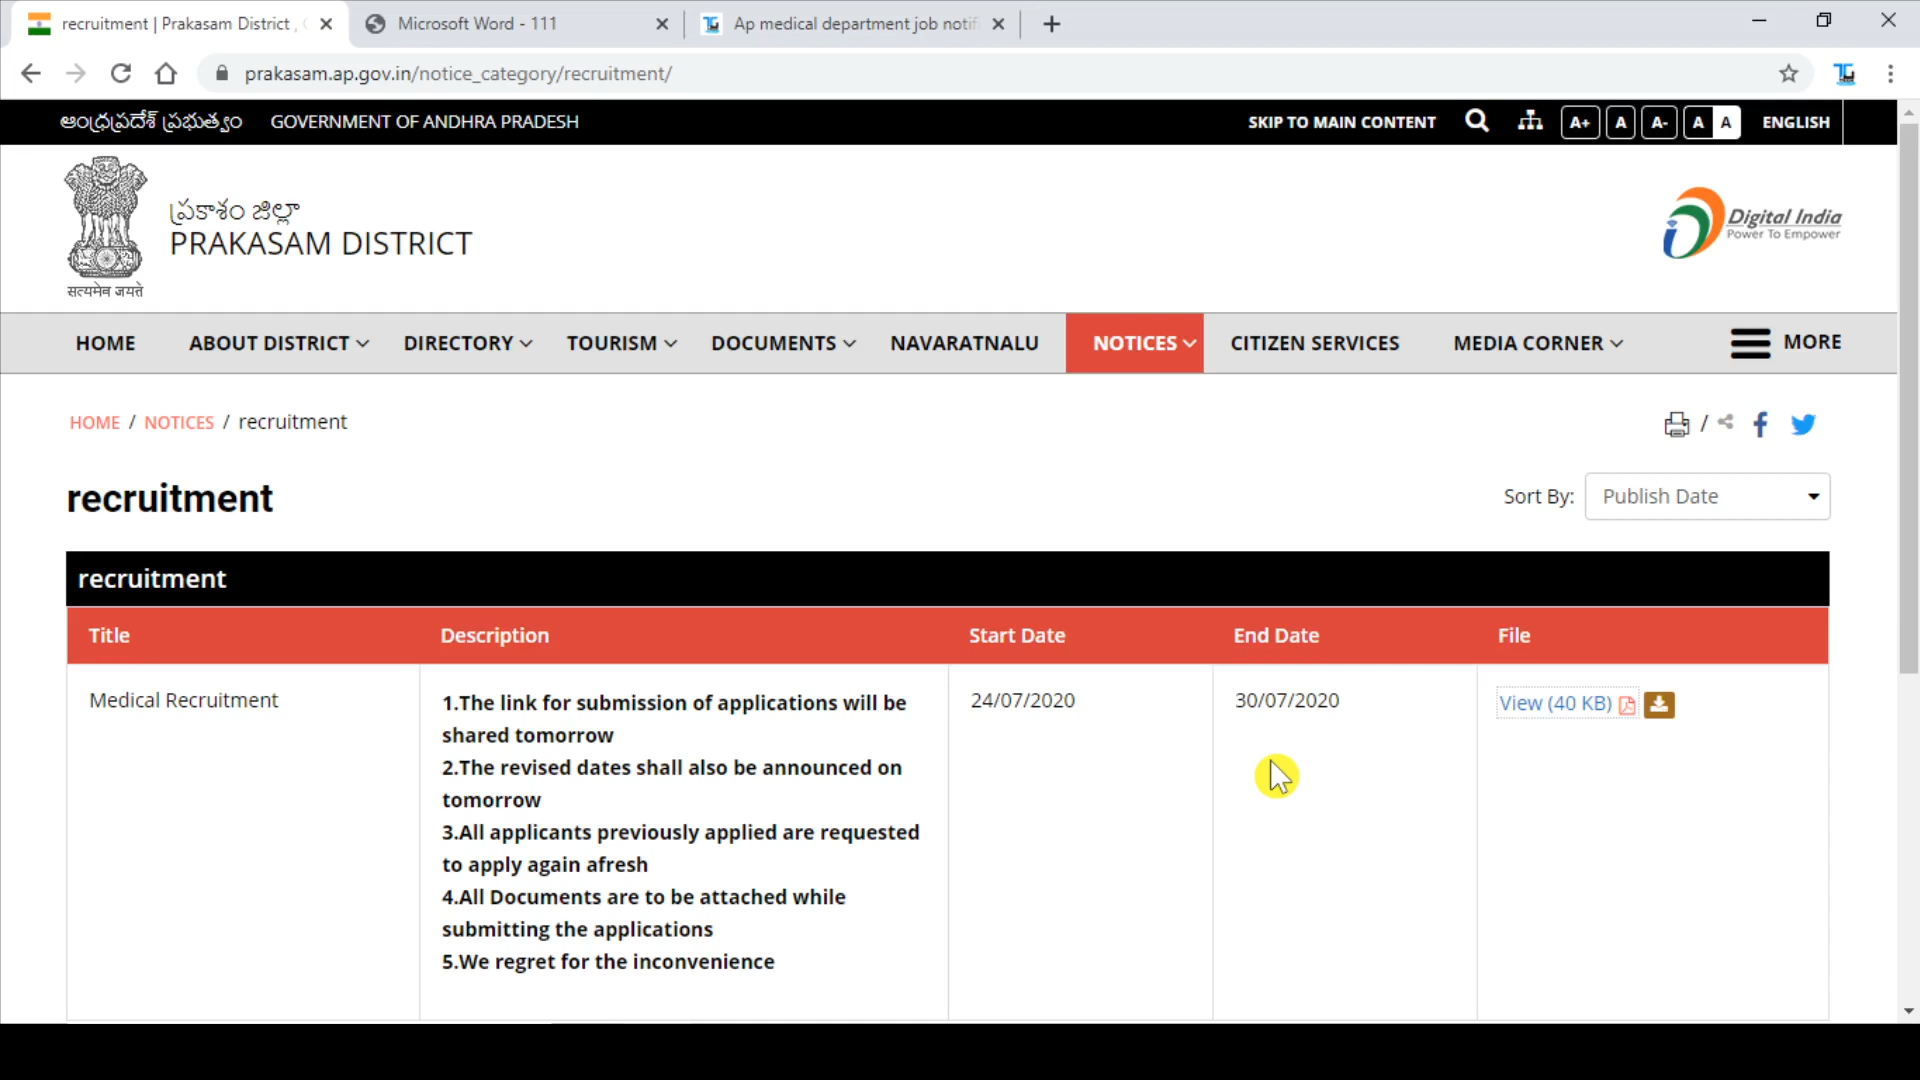 recruitment | Prakasam District ,
Microsoft Word - 111
Ap medical department job notif
prakasam.ap.gov.in/notice_category/recruitment/
ఆంధ్రప్రదేశ్ ప్రభుత్వం GOVERNMENT OF ANDHRA PRADESH
SKIP TO MAIN CONTENT A+ A A- A A ENGLISH
ప్రకాశం జిల్లా
PRAKASAM DISTRICT
सत्यमेव जयते
Digital India
Power To Empower
HOME ABOUT DISTRICT DIRECTORY TOURISM DOCUMENTS NAVARATNALU NOTICES CITIZEN SERVICES MEDIA CORNER MORE
HOME / NOTICES / recruitment
/
recruitment
Sort By: Publish Date
recruitment
Title Description Start Date End Date File
Medical Recruitment
1.The link for submission of applications will be
shared tomorrow
2.The revised dates shall also be announced on
tomorrow
3.All applicants previously applied are requested
to apply again afresh
4.All Documents are to be attached while
submitting the applications
5.We regret for the inconvenience
24/07/2020
30/07/2020
View (40 KB)